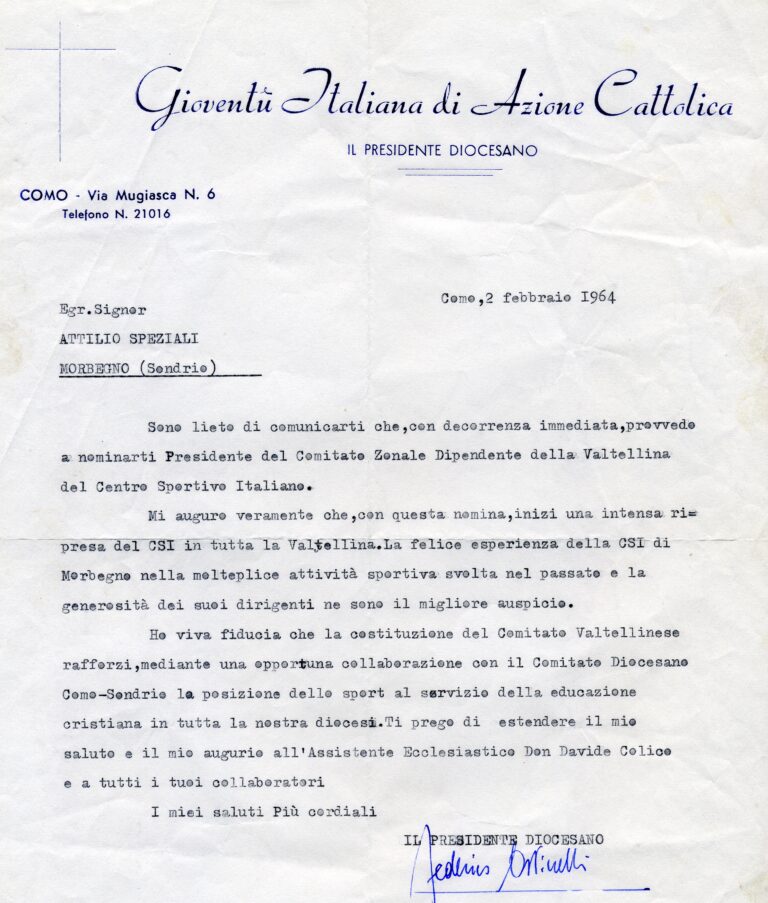 Gioventù Italiana di Azione Cattolica
IL PRESIDENTE DIOCESANO
COMO - Via Mugiasca N. 6
Telefono N. 21016
Como,2 febbraio 1964
Egr.Signor
ATTILIO SPEZIALI
MORBEGNO (Sondrio)
Sono lieto di comunicarti che,con decorrenza immediata,provvedo
a nominarti Presidente del Comitato Zonale Dipendente della Valtellina
del Centro Sportivo Italiano.
Mi auguro veramente che,con questa nomina,inizi una intensa ri=
presa del CSI in tutta la Valtellina.La felice esperienza della CSI di
Morbegno nella molteplice attività sportiva svolta nel passato e la
generosità dei suoi dirigenti ne sono il migliore auspicio.
Ho viva fiducia che la costituzione del Comitato Valtellinese
rafforzi,mediante una opportuna collaborazione con il Comitato Diocesano
Como-Sondrio la posizione dello sport al servizio della educazione
cristiana in tutta la nostra diocesi.Ti prego di estendere il mio
saluto e il mio augurio all'Assistente Ecclesiastico Don Davide Colico
e a tutti i tuoi collaboratori
I miei saluti Più cordiali
IL PRESIDENTE DIOCESANO